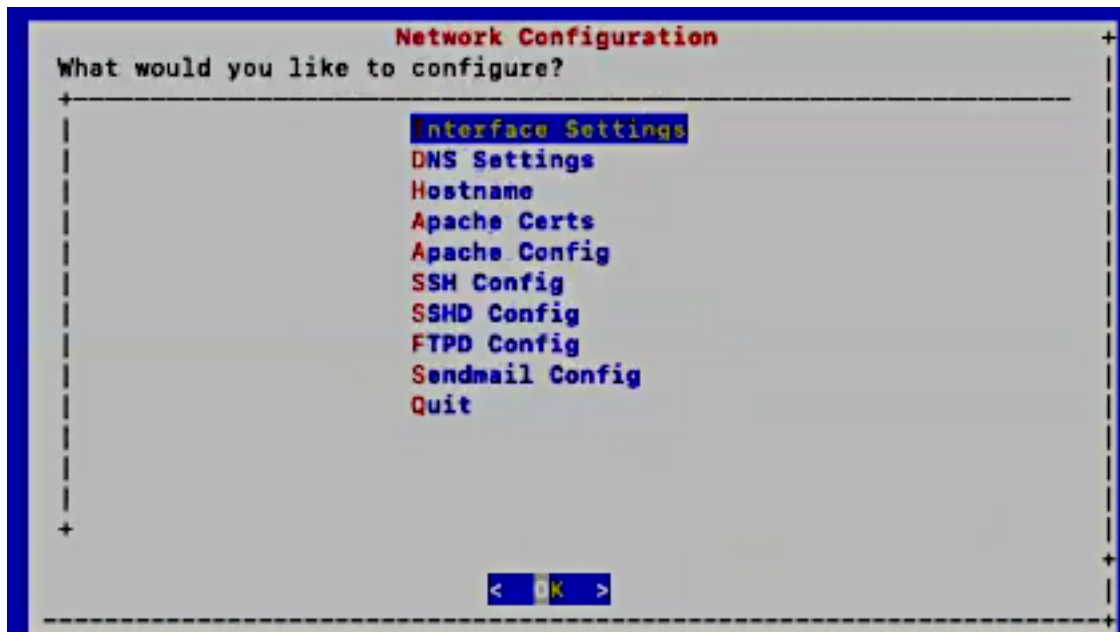 Network Configuration
What would you like to configure?
Interface Settings
DNS Settings
Hostname
Apache Certs
Apache Config
SSH Config
SSHD Config
FTPD Config
Sendmail Config
Quit
< OK >